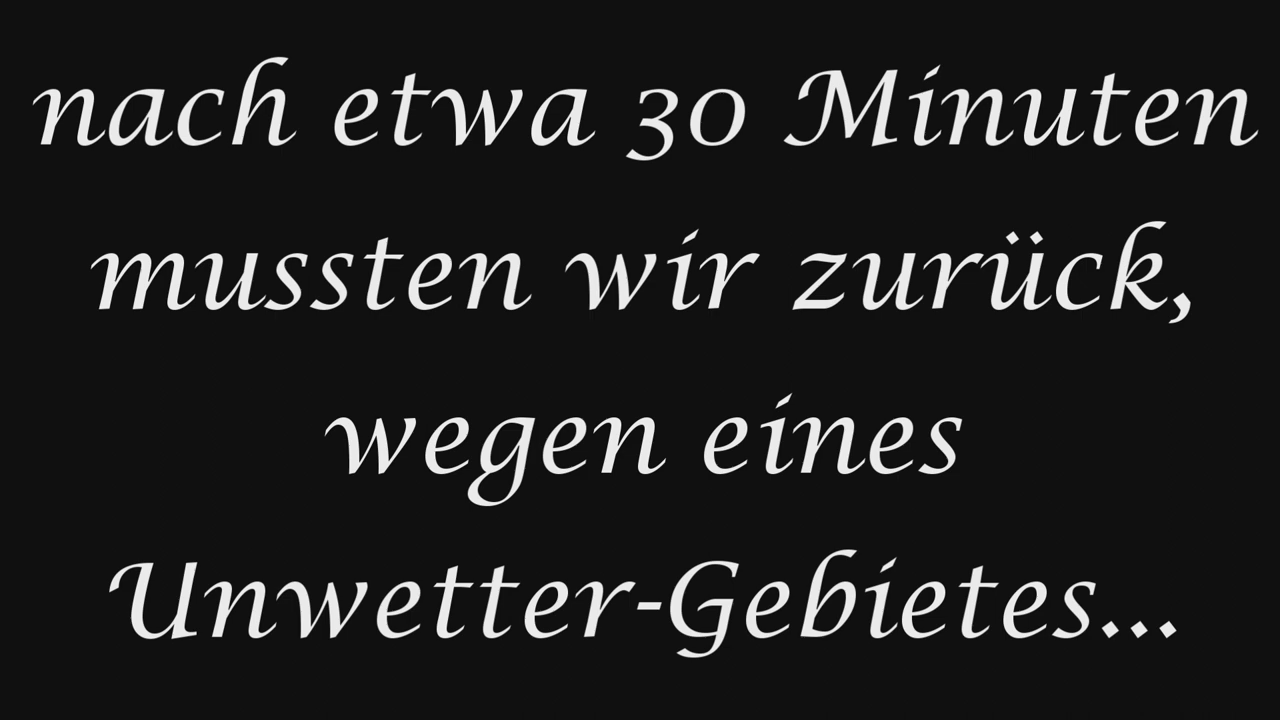 nach etwa 30 Minuten
mussten wir zurück,
wegen eines
Unwetter-Gebietes...